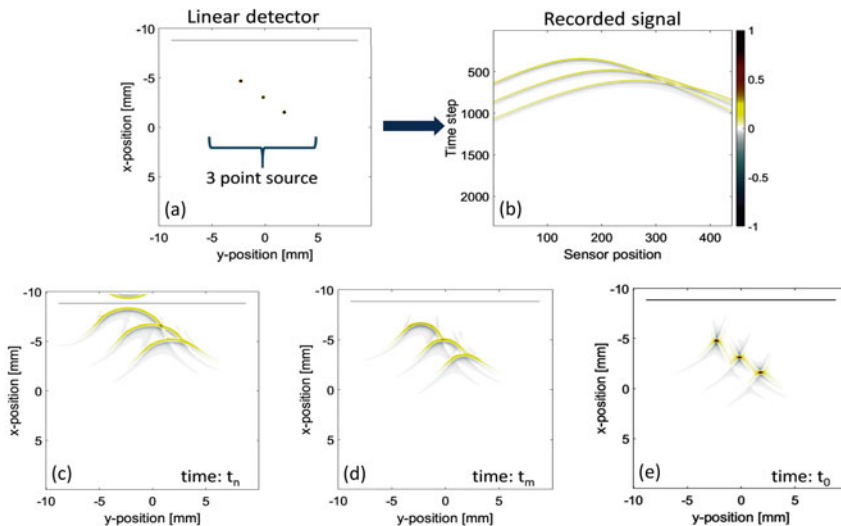 Linear detector
-10
-5
0
5
x-position [mm]
3 point source
(a)
-10
-5
0
5
y-position [mm]
Recorded signal
500
1000
1500
2000
Time step
(b)
100
200
300
400
Sensor position
1
0.5
0
-0.5
-1
-10
-5
0
5
-10
x-position [mm]
(c)
time: tn
-5
0
5
y-position [mm]
-10
-5
0
5
-10
x-position [mm]
(d)
time: tm
-5
0
5
y-position [mm]
-10
-5
0
5
-10
x-position [mm]
(e)
time: t0
-5
0
5
y-position [mm]